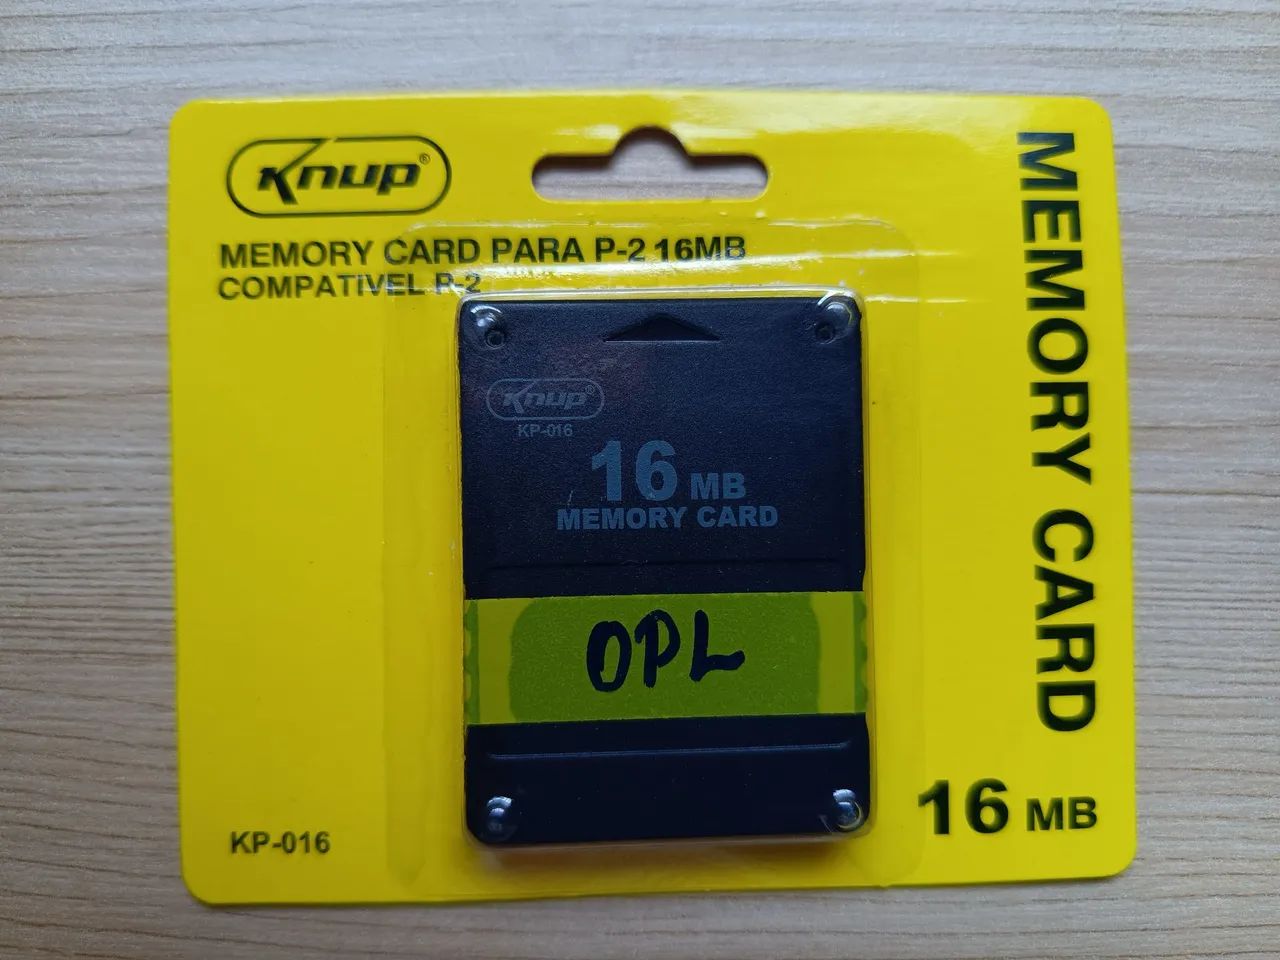 Knup®
MEMORY CARD PARA P-2 16MB
COMPATIVEL P-2
Knup®
KP-016
16 MB
MEMORY CARD
OPL
KP-016
MEMORY CARD
16 MB